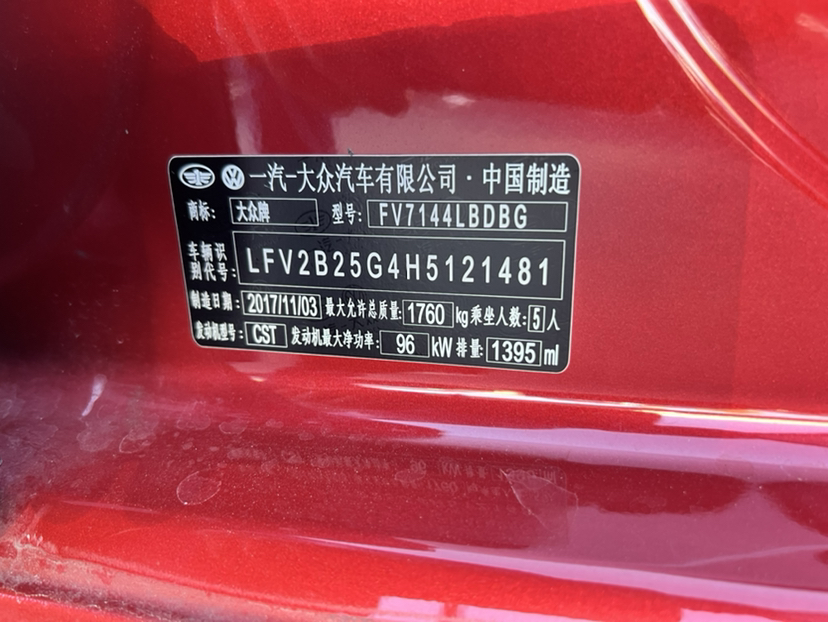 一汽-大众汽车有限公司·中国制造
商标: 大众牌 型号: FV7144LBDBG
车辆识别代号: LFV2B25G4H5121481
制造日期: 2017/11/03 最大允许总质量: 1760 kg 乘坐人数: 5 人
发动机型号: CST 发动机最大净功率: 96 kW 排量: 1395 ml